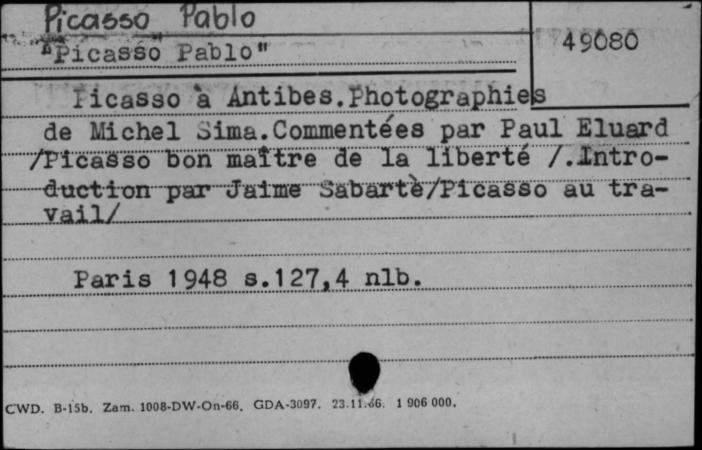 Picasso Pablo
"Picasso Pablo"
49080
Picasso à Antibes.Photographies
de Michel Sima.Commentées par Paul Eluard
/Picasso bon maître de la liberté /.Intro-
duction par Jaime Sabartè/Picasso au tra-
vail/
Paris 1948 s.127,4 nlb.
CWD. B-15b. Zam. 1008-DW-On-66. GDA-3097. 23.11.66. 1 906 000.